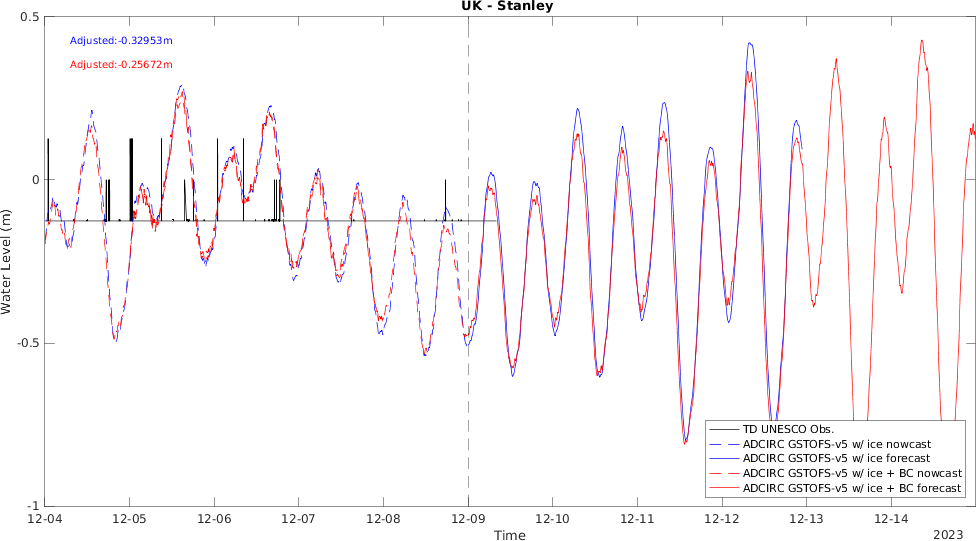 UK - Stanley
0.5
Adjusted:-0.32953m
Adjusted:-0.25672m
0
Water Level (m)
-0.5
TD UNESCO Obs.
ADCIRC GSTOFS-v5 w/ ice nowcast
ADCIRC GSTOFS-v5 w/ ice forecast
ADCIRC GSTOFS-v5 w/ ice + BC nowcast
ADCIRC GSTOFS-v5 w/ ice + BC forecast
-1
12-04 12-05 12-06 12-07 12-08 12-09 12-10 12-11 12-12 12-13 12-14
Time
2023